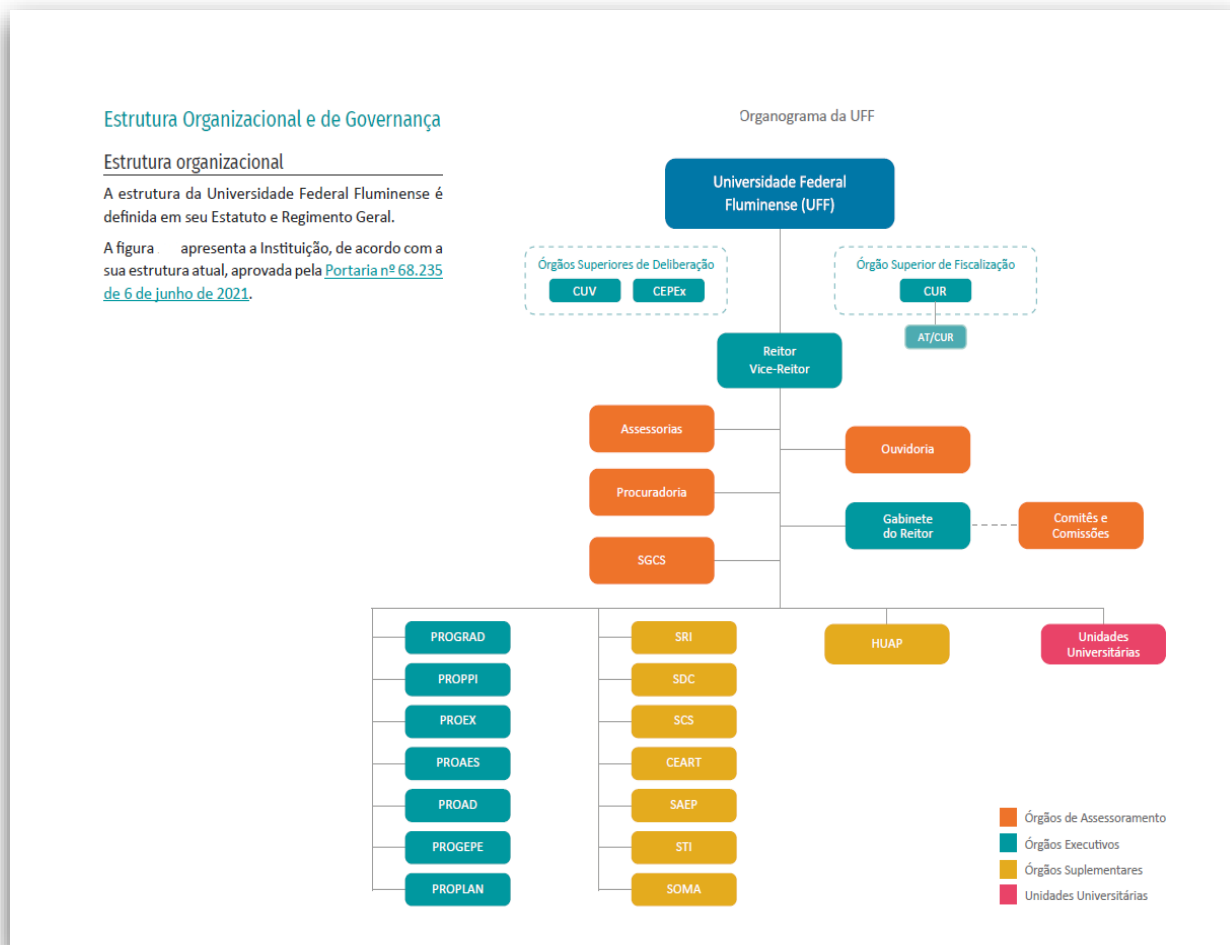 Estrutura Organizacional e de Governança
Estrutura organizacional
A estrutura da Universidade Federal Fluminense é
definida em seu Estatuto e Regimento Geral.
A figura apresenta a Instituição, de acordo com a
sua estrutura atual, aprovada pela Portaria nº 68.235
de 6 de junho de 2021.
Organograma da UFF
Universidade Federal
Fluminense (UFF)
Órgãos Superiores de Deliberação
CUV
CEPEx
Órgão Superior de Fiscalização
CUR
AT/CUR
Reitor
Vice-Reitor
Assessorias
Ouvidoria
Procuradoria
Gabinete
do Reitor
Comitês e
Comissões
SGCS
PROGRAD
PROPPI
PROEX
PROAES
PROAD
PROGEPE
PROPLAN
SRI
SDC
SCS
CEART
SAEP
STI
SOMA
HUAP
Unidades
Universitárias
Órgãos de Assessoramento
Órgãos Executivos
Órgãos Suplementares
Unidades Universitárias